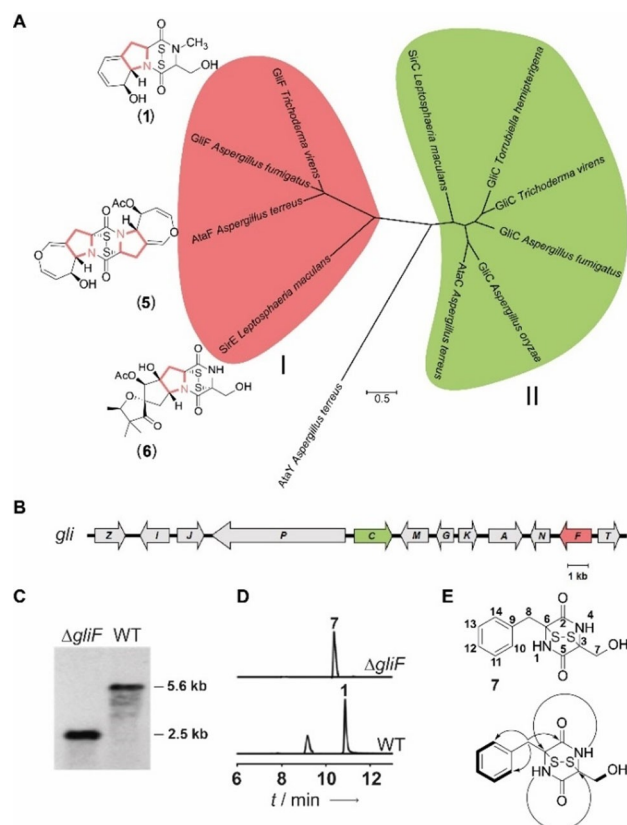 A
O
N
CH₃
S
S
N
OH
O
H
OH
(1)
AcO
O
H
O
N
S
S
N
O
H
OH
O
(5)
HO
O
AcO
NH
S
S
OH
O
N
O
H
O
(6)
GliF Trichoderma virens
GliF Aspergillus fumigatus
AtaF Aspergillus terreus
SirE Leptosphaeria maculans
I
AtaY Aspergillus terreus
0.5
SirC Leptosphaeria maculans
GliC Torrubiella hemipterigena
GliC Trichoderma virens
GliC Aspergillus fumigatus
GliC Aspergillus oryzae
AtaC Aspergillus terreus
II
B
gli
Z I J P C M G K A N F T
1 kb
C
ΔgliF WT
5.6 kb
2.5 kb
D
7
ΔgliF
1
WT
6 8 10 12
t / min
E
14 8 O
13 9 6 2 4
NH
S-S
12 10 HN 3 OH
11 1 5 7
O
7
O
NH
S-S
HN OH
O